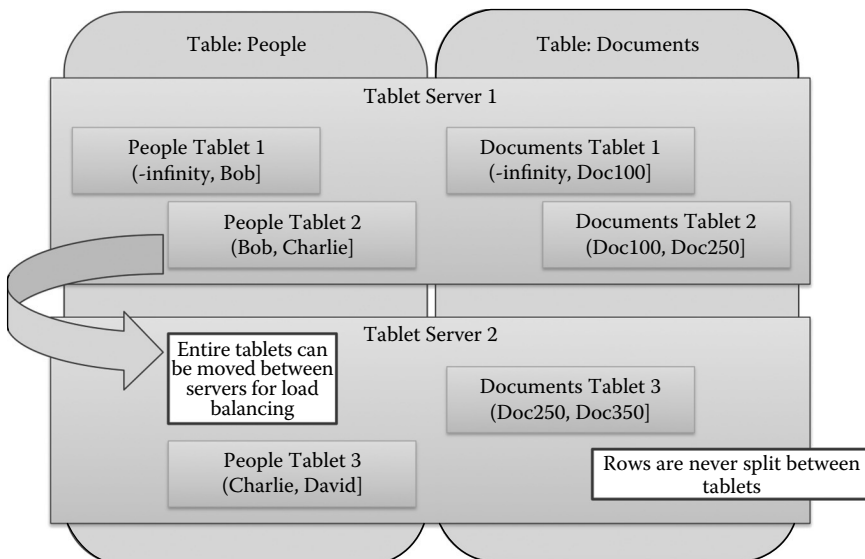 Table: People
Table: Documents
Tablet Server 1
People Tablet 1
(-infinity, Bob]
Documents Tablet 1
(-infinity, Doc100]
People Tablet 2
(Bob, Charlie]
Documents Tablet 2
(Doc100, Doc250]
Tablet Server 2
Entire tablets can
be moved between
servers for load
balancing
Documents Tablet 3
(Doc250, Doc350]
People Tablet 3
(Charlie, David]
Rows are never split between
tablets